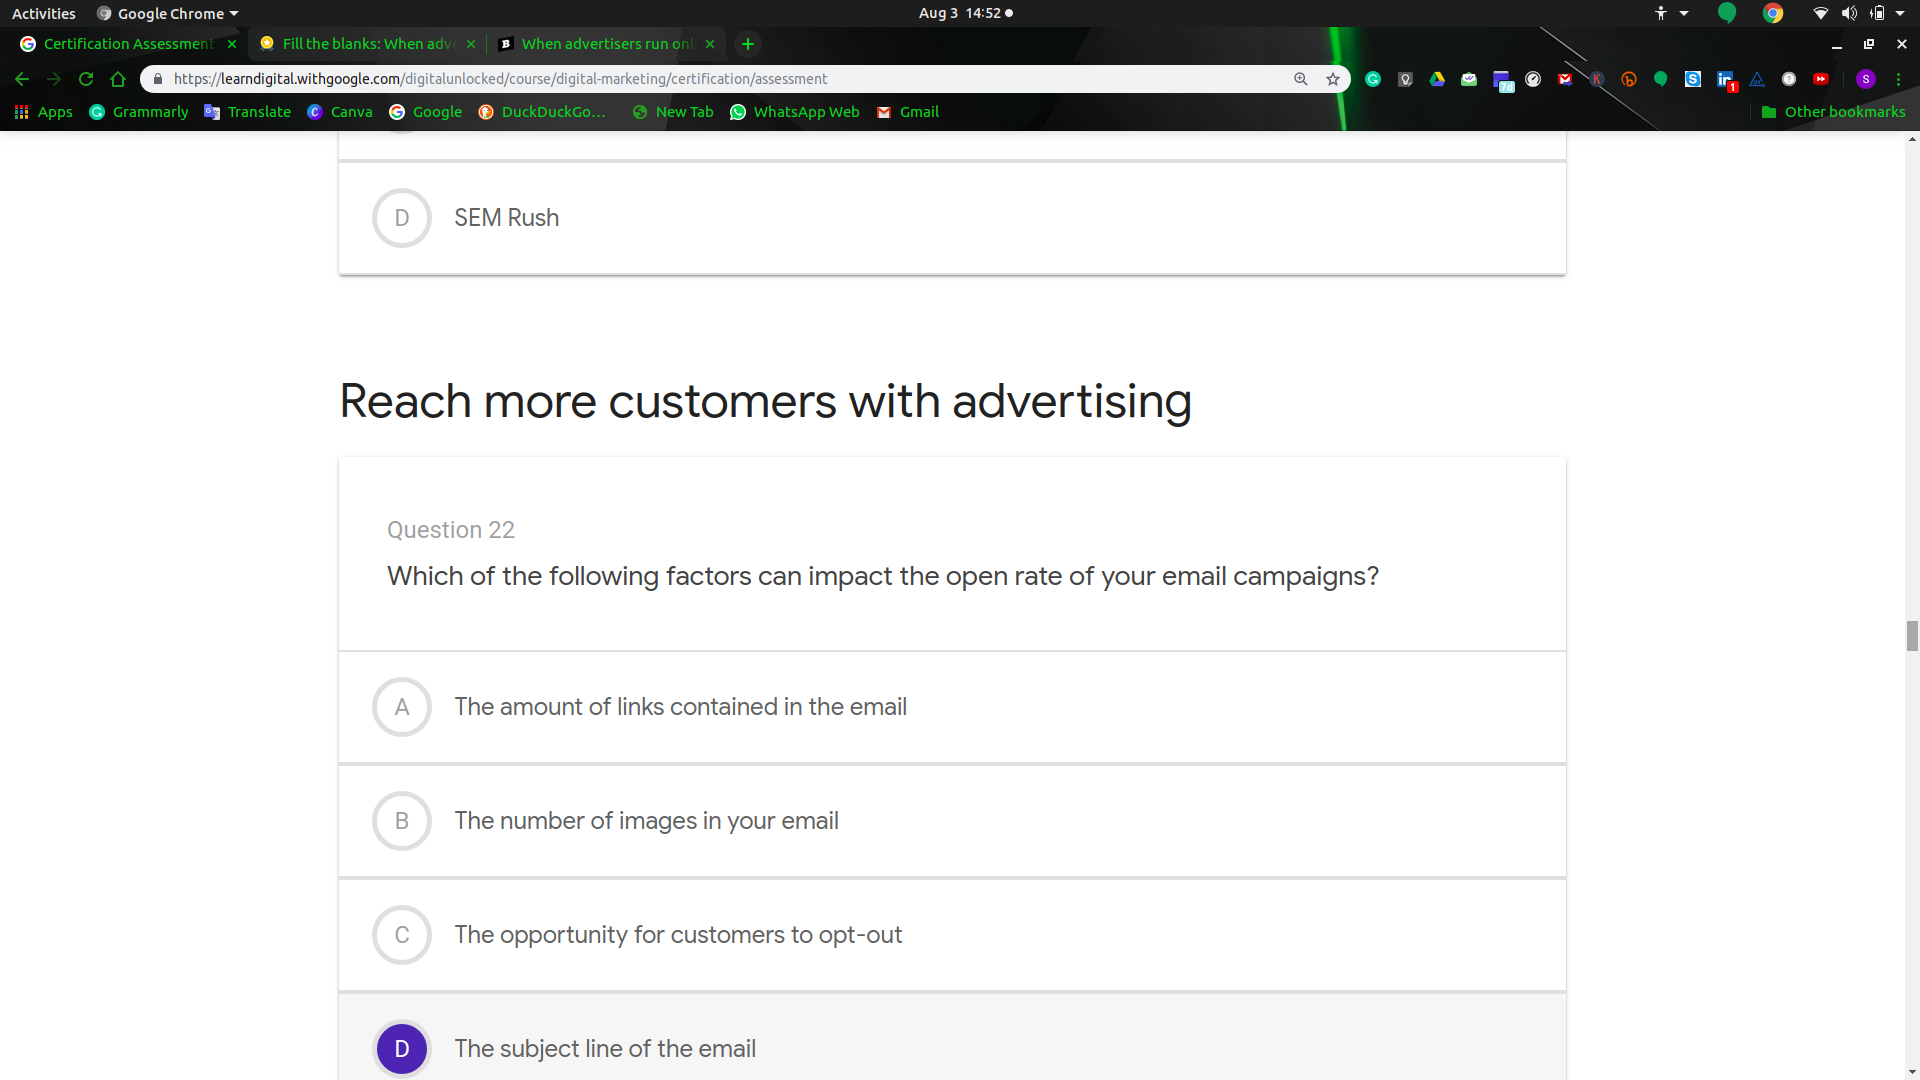 Activities Google Chrome Aug 3 14:52
Certification Assessment Fill the blanks: When adve When advertisers run onl
https://learndigital.withgoogle.com/digitalunlocked/course/digital-marketing/certification/assessment 7d 1 S
Apps Grammarly Translate Canva Google DuckDuckGo... New Tab WhatsApp Web Gmail Other bookmarks
D SEM Rush
Reach more customers with advertising
Question 22
Which of the following factors can impact the open rate of your email campaigns?
A The amount of links contained in the email
B The number of images in your email
C The opportunity for customers to opt-out
D The subject line of the email